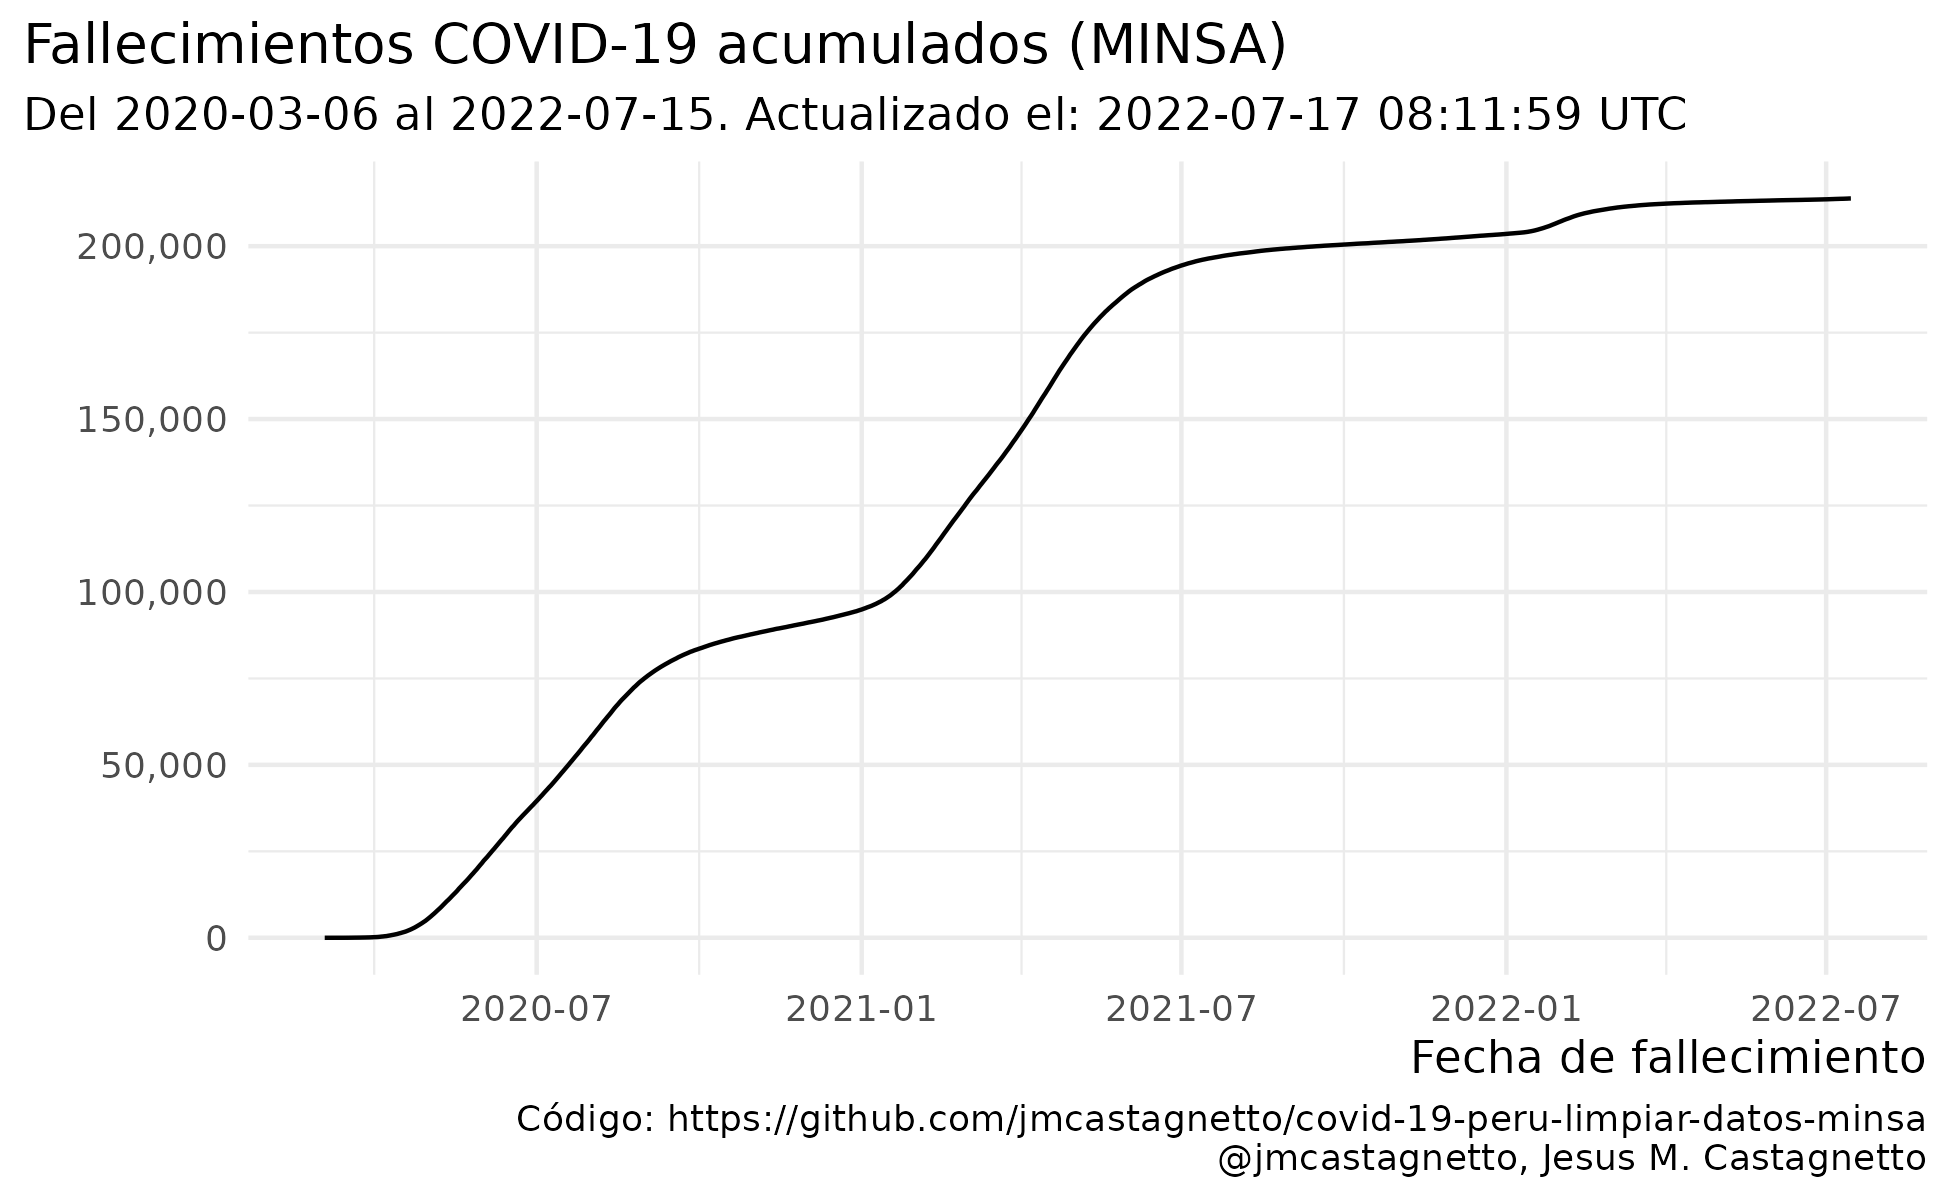 Fallecimientos COVID-19 acumulados (MINSA)
Del 2020-03-06 al 2022-07-15. Actualizado el: 2022-07-17 08:11:59 UTC
200,000
150,000
100,000
50,000
0
2020-07 2021-01 2021-07 2022-01 2022-07
Fecha de fallecimiento
Código: https://github.com/jmcastagnetto/covid-19-peru-limpiar-datos-minsa
@jmcastagnetto, Jesus M. Castagnetto